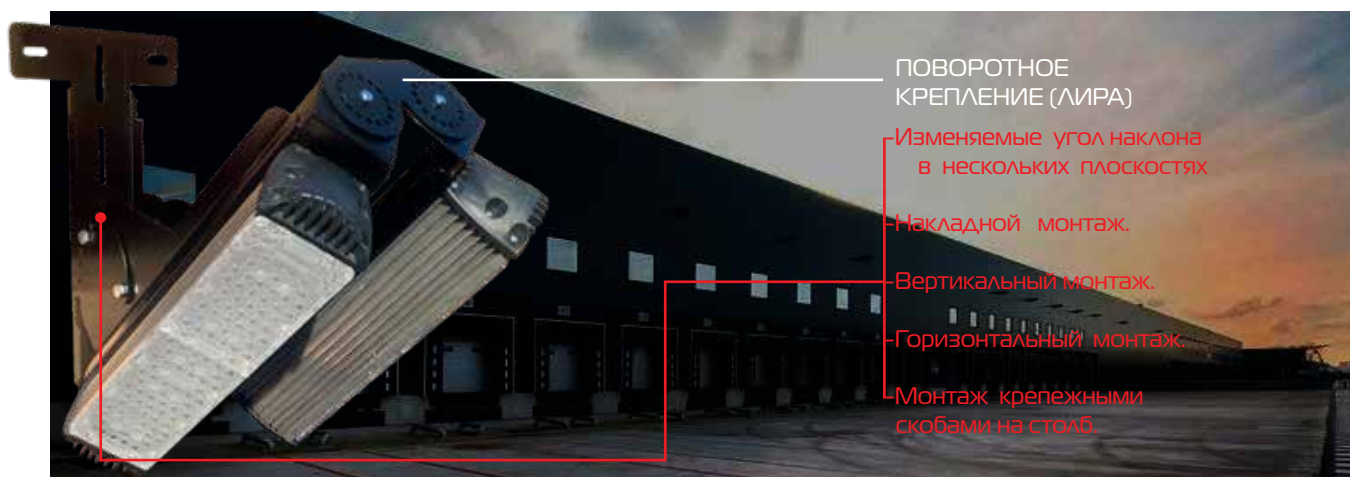 ПОВОРОТНОЕ
КРЕПЛЕНИЕ (ЛИРА)
Изменяемые угол наклона
в нескольких плоскостях
Накладной монтаж.
Вертикальный монтаж.
Горизонтальный монтаж.
Монтаж крепежными
скобами на столб.